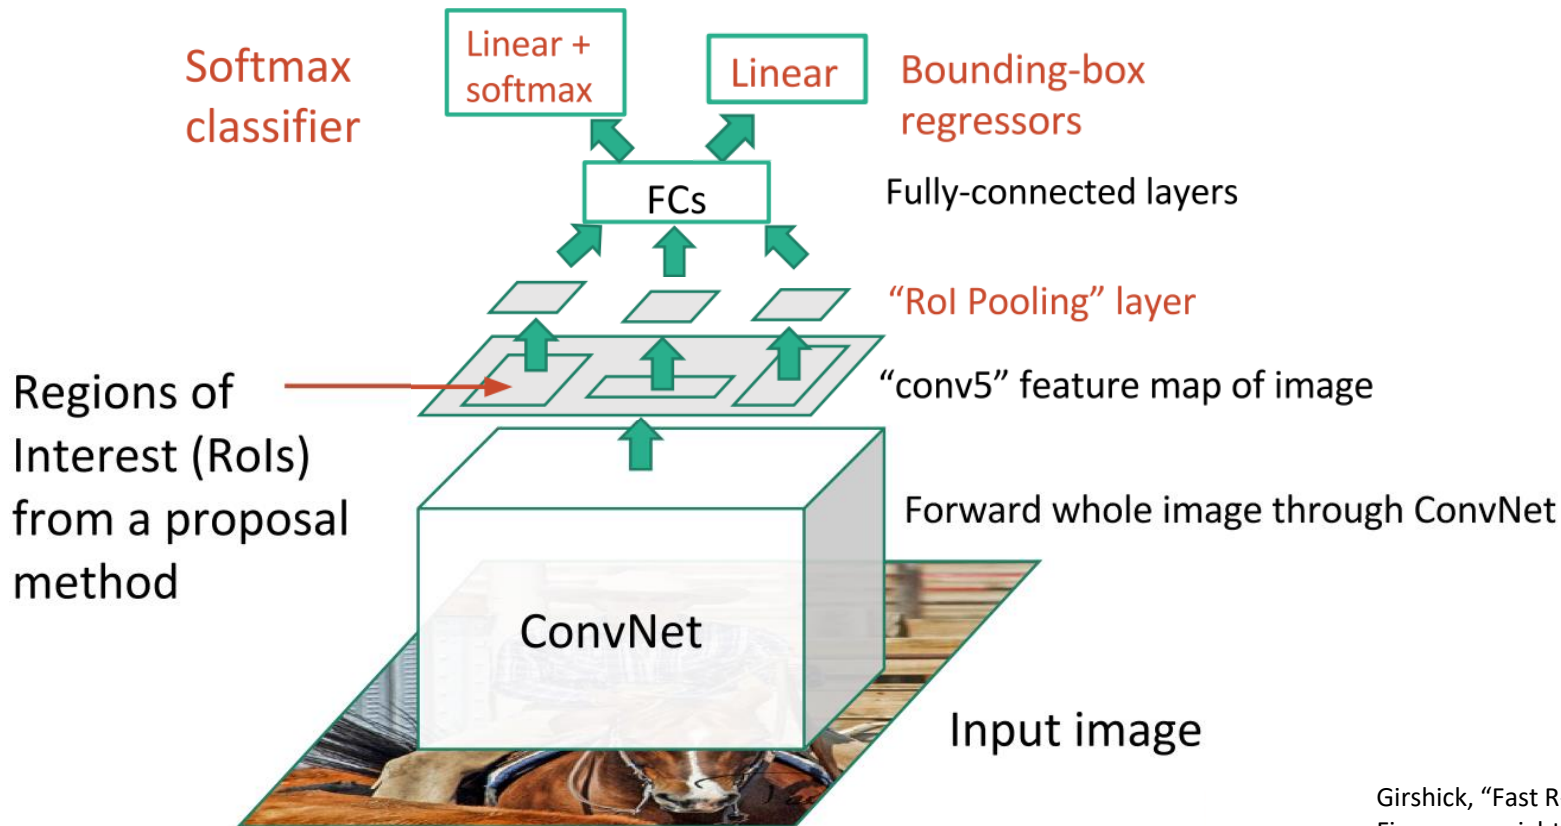 Softmax
classifier
Linear +
softmax
Linear
Bounding-box
regressors
FCs
Fully-connected layers
“RoI Pooling” layer
Regions of
Interest (RoIs)
from a proposal
method
“conv5” feature map of image
Forward whole image through ConvNet
ConvNet
Input image
Girshick, “Fast R